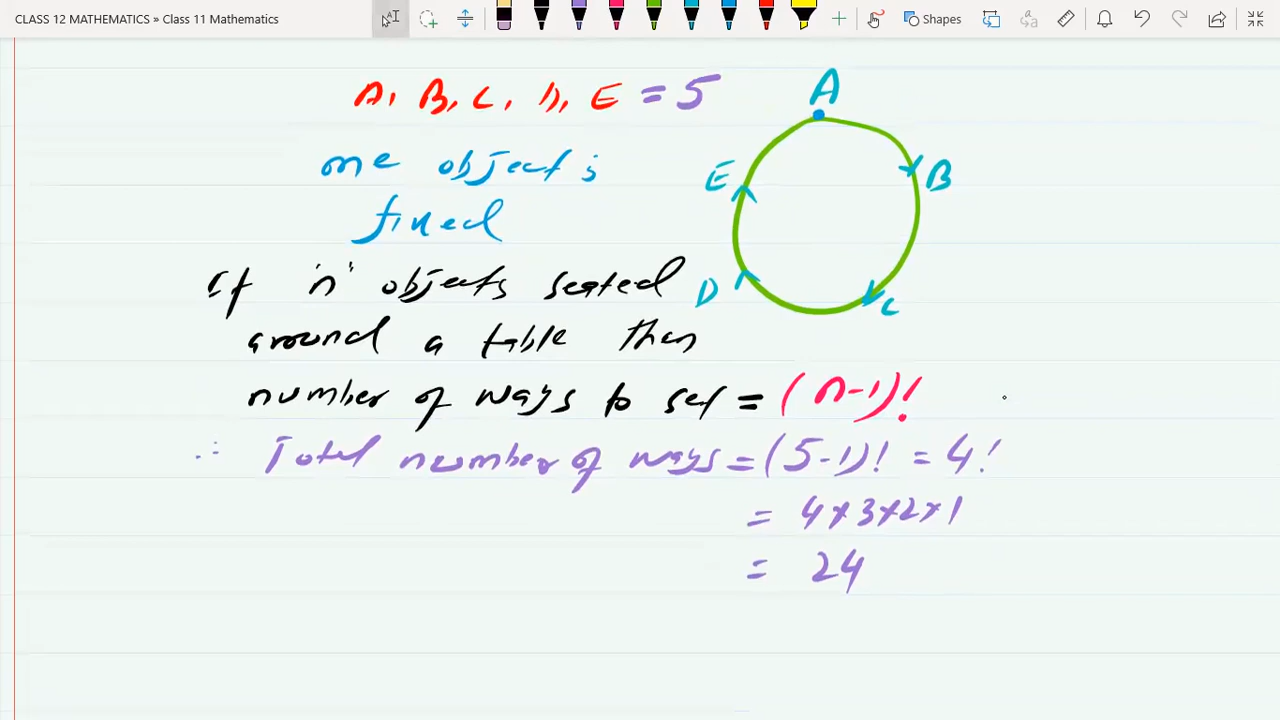 CLASS 12 MATHEMATICS » Class 11 Mathematics
Shapes
A, B, C, D, E = 5
one object is
fixed
A
B
C
D
E
If 'n' objects seated
around a table than
number of ways to set = (n-1)!
∴ Total number of ways = (5-1)! = 4!
= 4×3×2×1
= 24